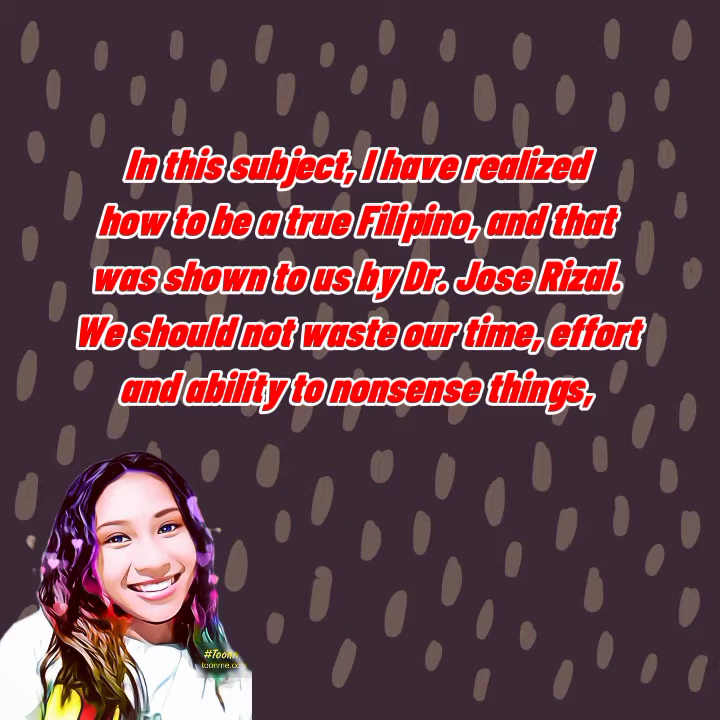 In this subject, I have realized
how to be a true Filipino, and that
was shown to us by Dr. Jose Rizal.
We should not waste our time, effort
and ability to nonsense things,
#Toonme
toonme.com